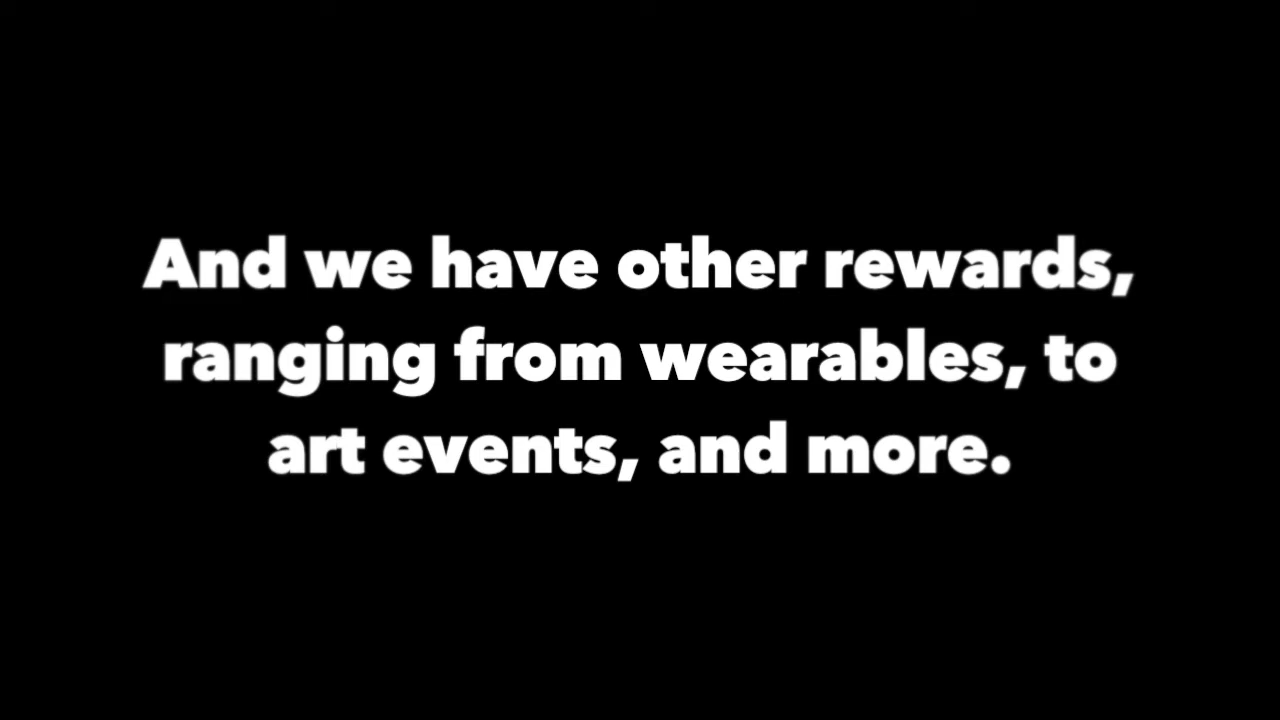 And we have other rewards,
ranging from wearables, to
art events, and more.